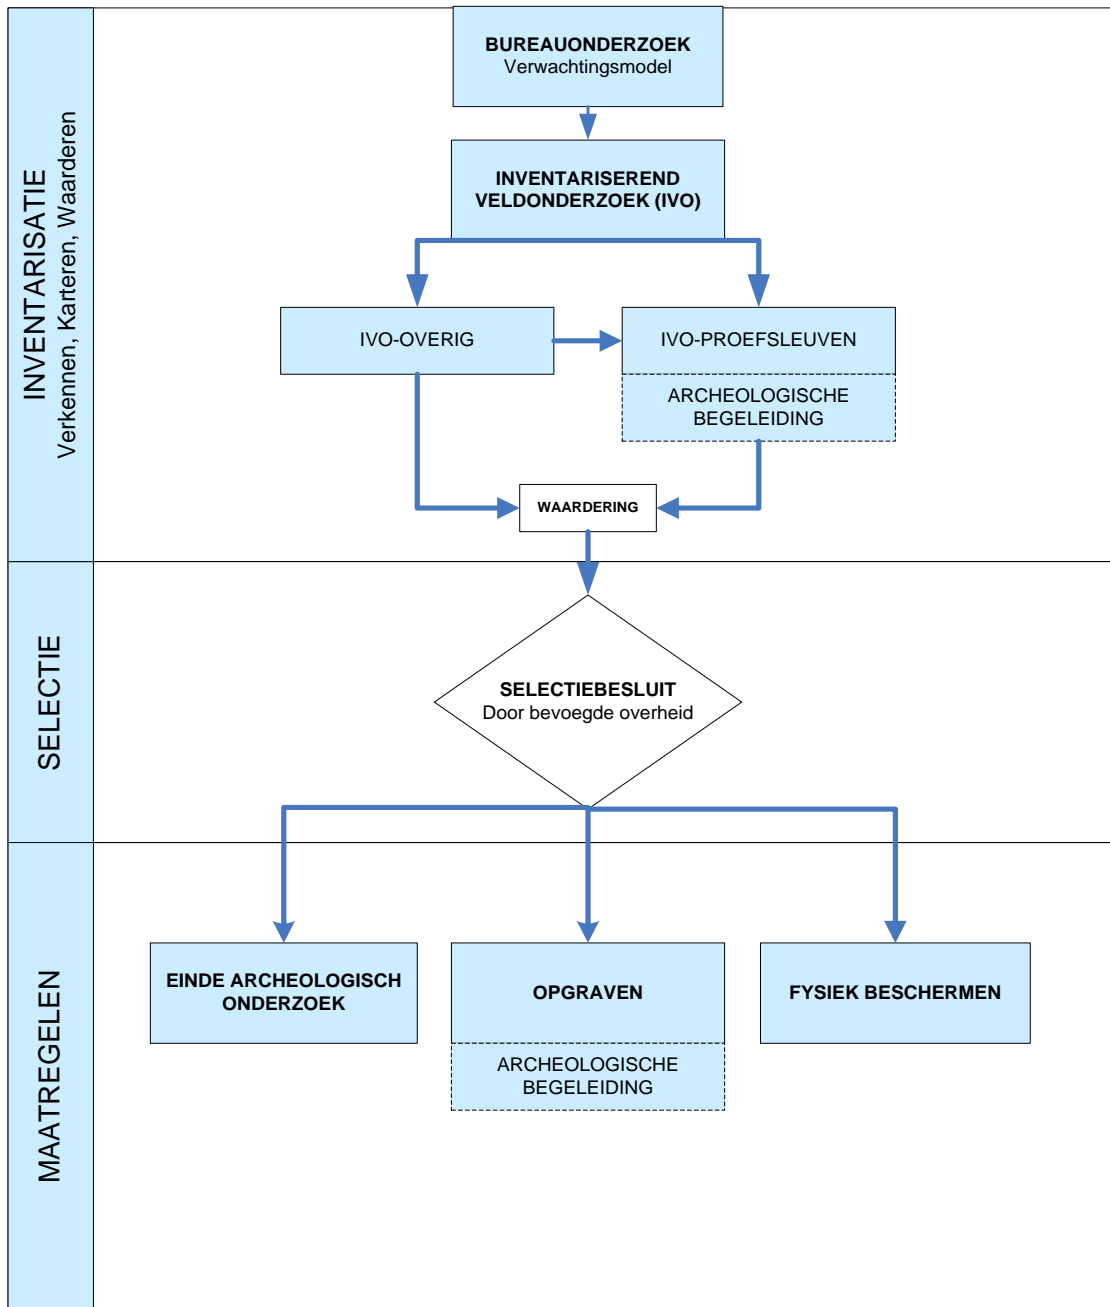 INVENTARISATIE
Verkennen, Karteren, Waarderen
BUREAUONDERZOEK
Verwachtingsmodel
INVENTARISEREND
VELDONDERZOEK (IVO)
IVO-OVERIG
IVO-PROEFSLEUVEN
ARCHEOLOGISCHE
BEGELEIDING
WAARDERING
SELECTIE
SELECTIEBESLUIT
Door bevoegde overheid
MAATREGELEN
EINDE ARCHEOLOGISCH
ONDERZOEK
OPGRAVEN
ARCHEOLOGISCHE
BEGELEIDING
FYSIEK BESCHERMEN